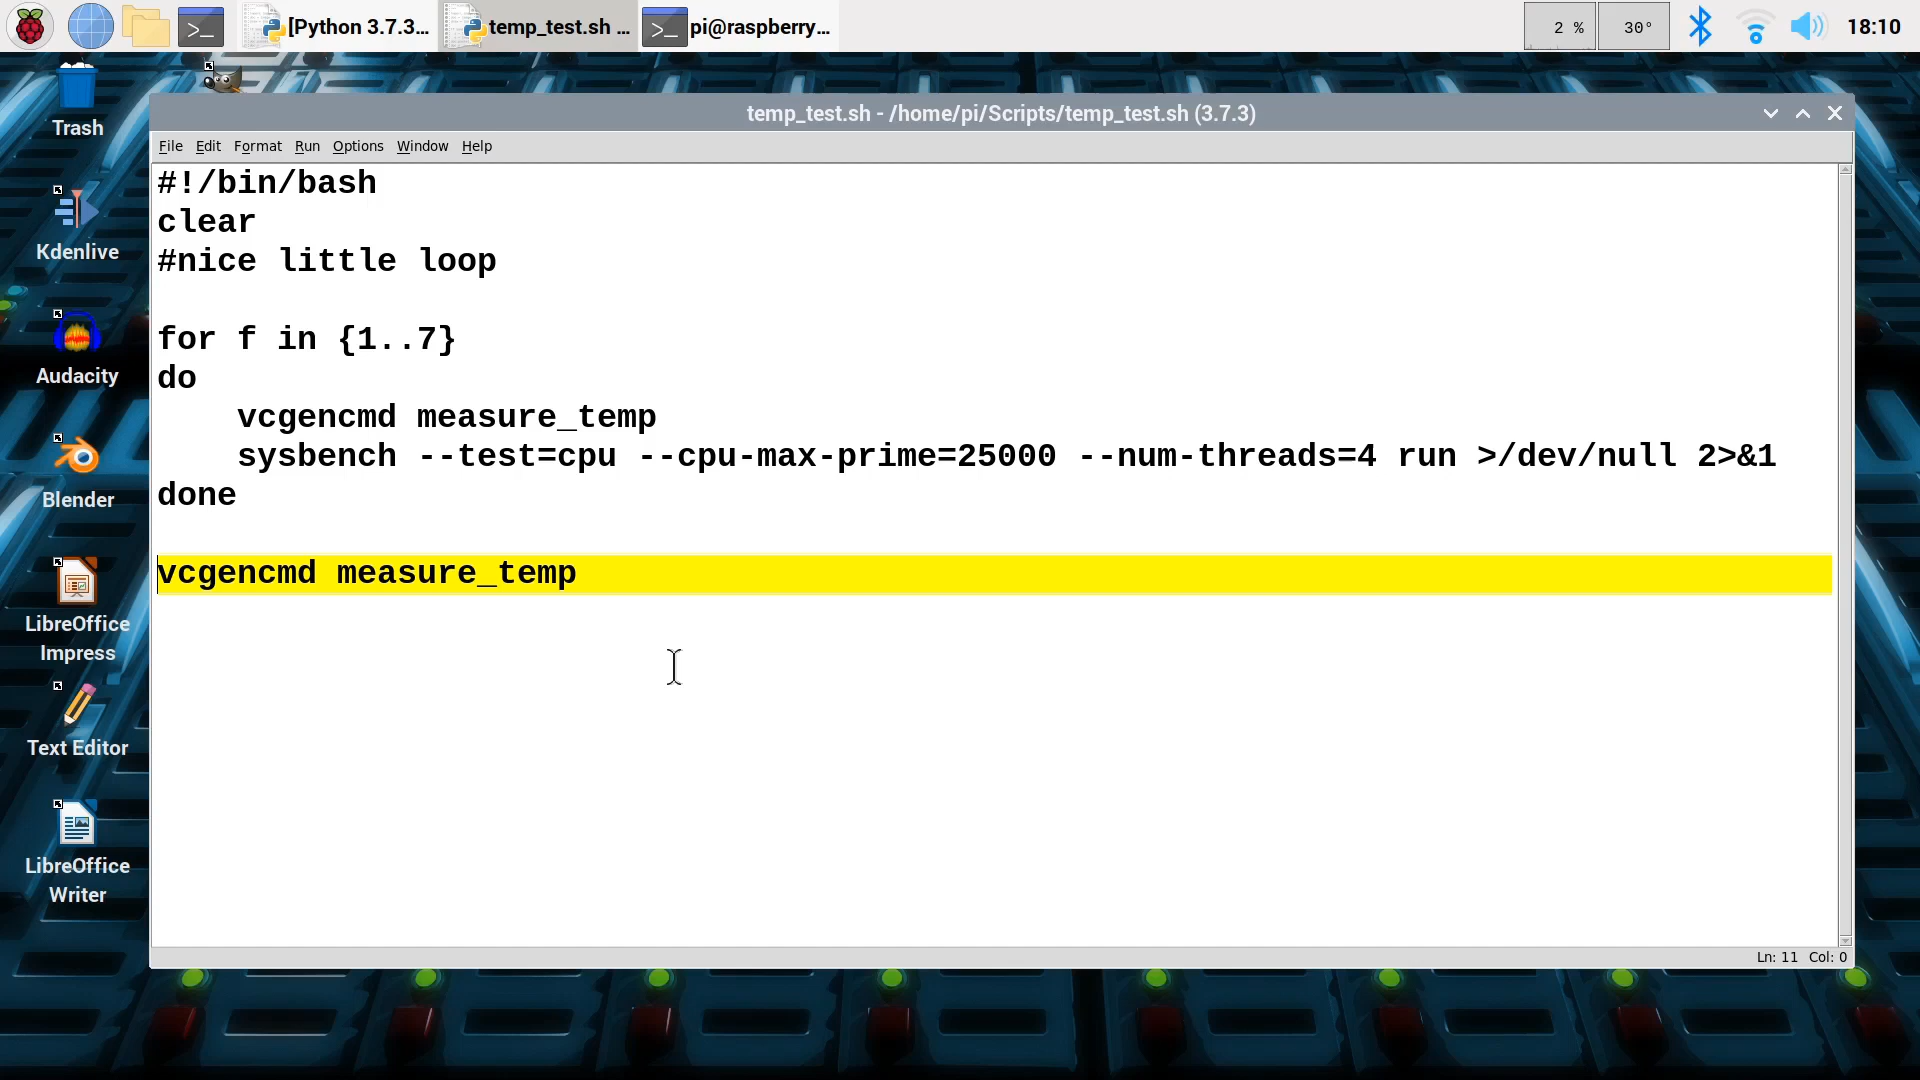 [Python 3.7.3...
temp_test.sh ...
pi@raspberry...
2 %
30°
18:10
Trash
Kdenlive
Audacity
Blender
LibreOffice
Impress
Text Editor
LibreOffice
Writer
temp_test.sh - /home/pi/Scripts/temp_test.sh (3.7.3)
File Edit Format Run Options Window Help
#!/bin/bash
clear
#nice little loop
for f in {1..7}
do
    vcgencmd measure_temp
    sysbench --test=cpu --cpu-max-prime=25000 --num-threads=4 run >/dev/null 2>&1
done
vcgencmd measure_temp
Ln: 11 Col: 0